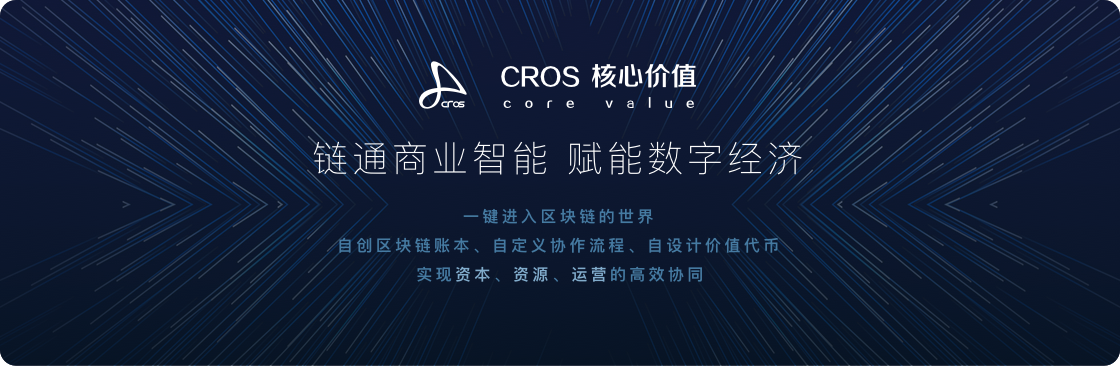 cros
CROS 核心价值
core value
链通商业智能 赋能数字经济
一键进入区块链的世界
自创区块链账本、自定义协作流程、自设计价值代币
实现资本、资源、运营的高效协同